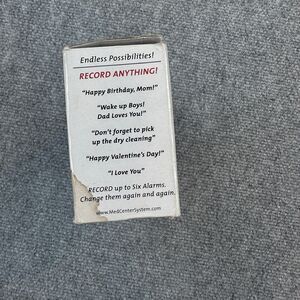 Endless Possibilities!
RECORD ANYTHING!
"Happy Birthday, Mom!"
"Wake up Boys!
Dad Loves You!"
"Don't forget to pick
up the dry cleaning"
"Happy Valentine's Day!"
"I Love You"
RECORD up to Six Alarms.
Change them again and again.
www.MedCenterSystem.com